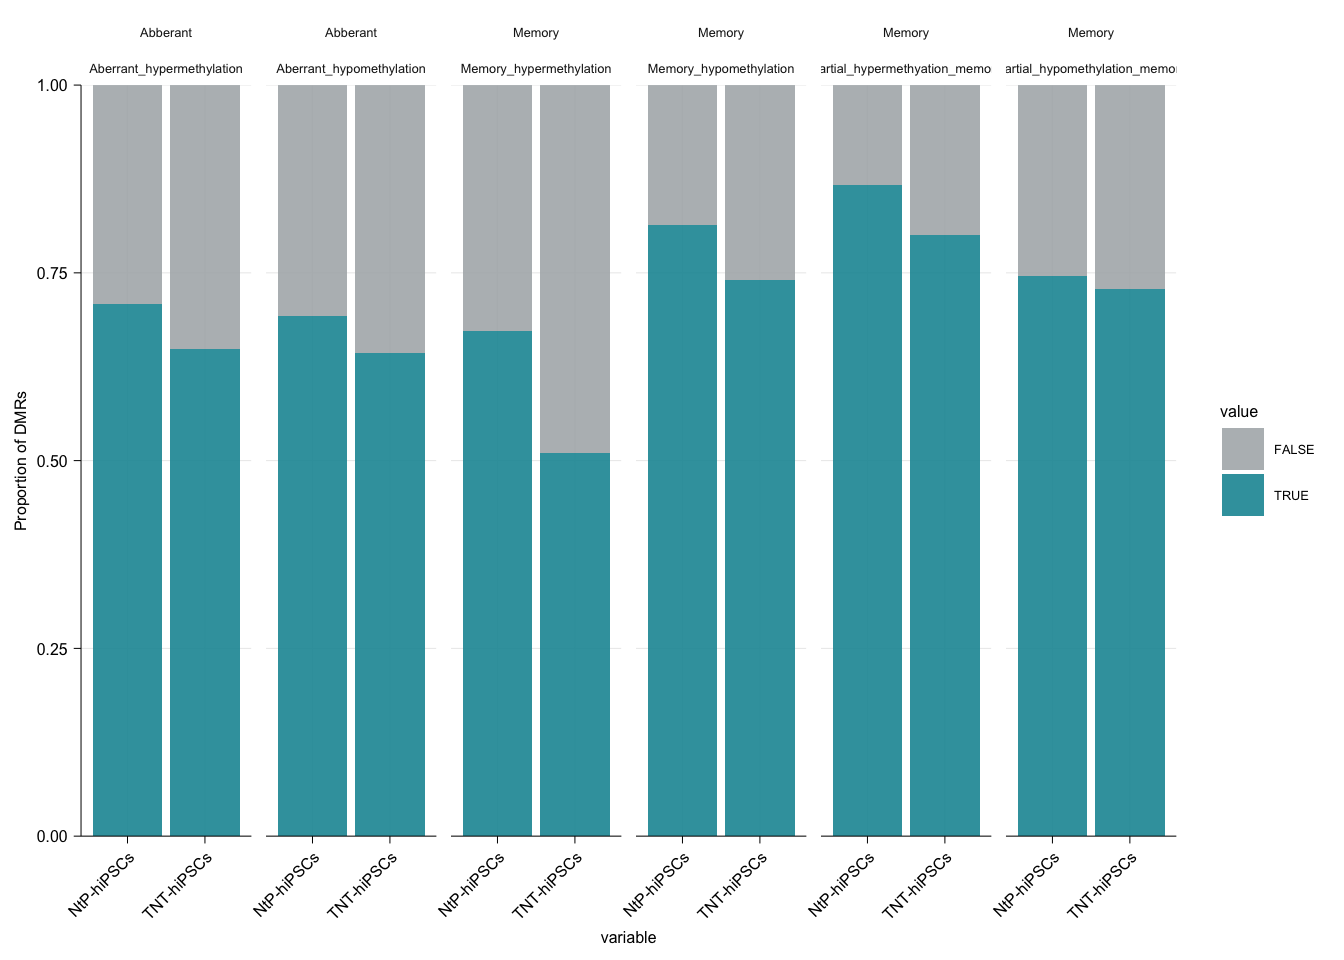 Abberant Abberant Memory Memory Memory Memory
Aberrant_hypermethylation Aberrant_hypomethylation Memory_hypermethylation Memory_hypomethylation artial_hypermethyation_memo artial_hypomethylation_memor
1.00
0.75
0.50
0.25
0.00
Proportion of DMRs
NtP-hiPSCs TNT-hiPSCs NtP-hiPSCs TNT-hiPSCs NtP-hiPSCs TNT-hiPSCs NtP-hiPSCs TNT-hiPSCs NtP-hiPSCs TNT-hiPSCs NtP-hiPSCs TNT-hiPSCs
variable
value
FALSE
TRUE